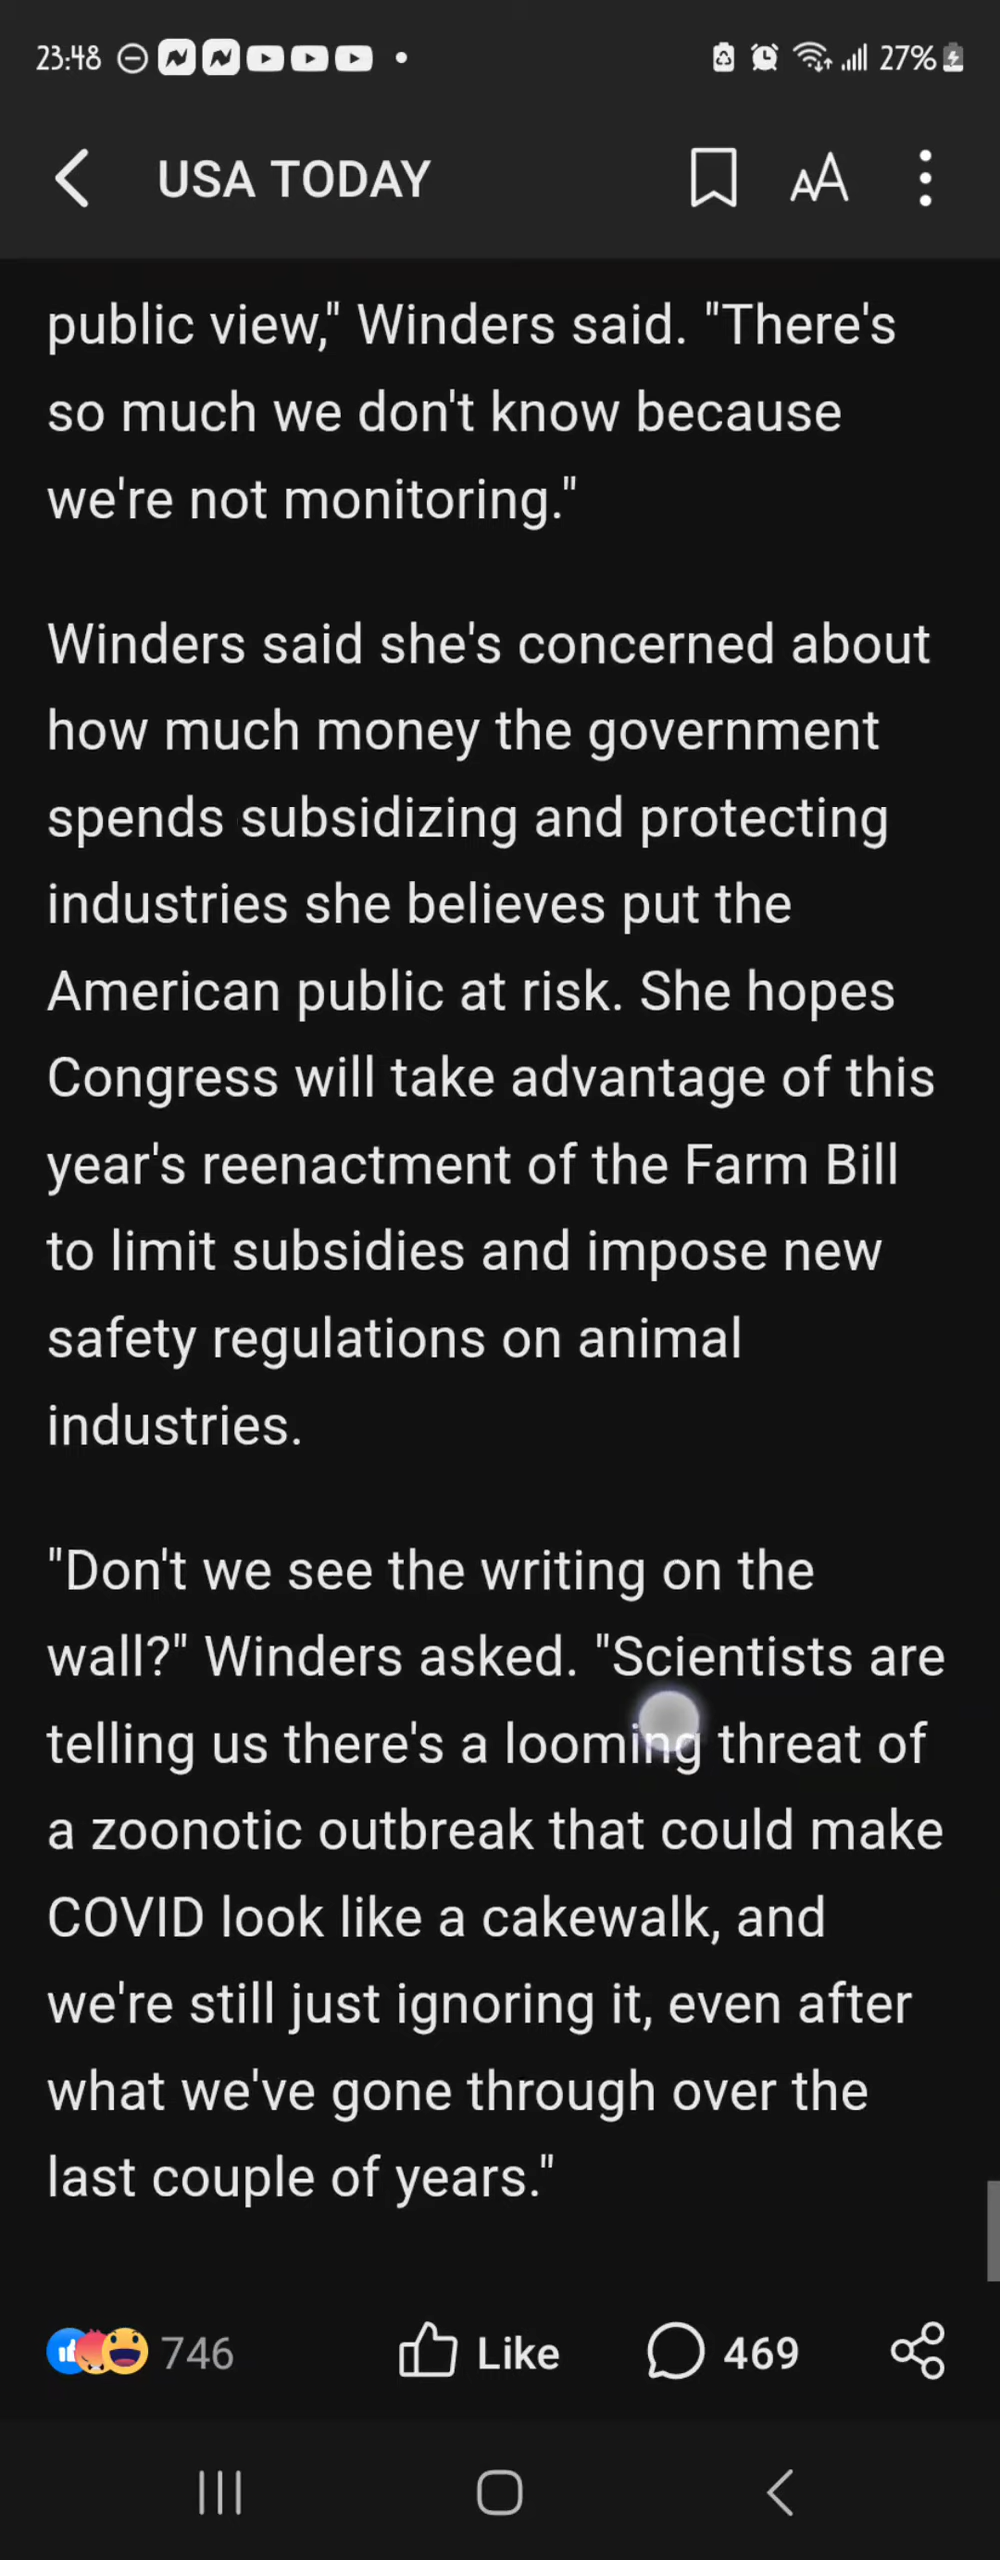 23:48
27%
USA TODAY
public view," Winders said. "There's
so much we don't know because
we're not monitoring."
Winders said she's concerned about
how much money the government
spends subsidizing and protecting
industries she believes put the
American public at risk. She hopes
Congress will take advantage of this
year's reenactment of the Farm Bill
to limit subsidies and impose new
safety regulations on animal
industries.
"Don't we see the writing on the
wall?" Winders asked. "Scientists are
telling us there's a looming threat of
a zoonotic outbreak that could make
COVID look like a cakewalk, and
we're still just ignoring it, even after
what we've gone through over the
last couple of years."
746 Like 469